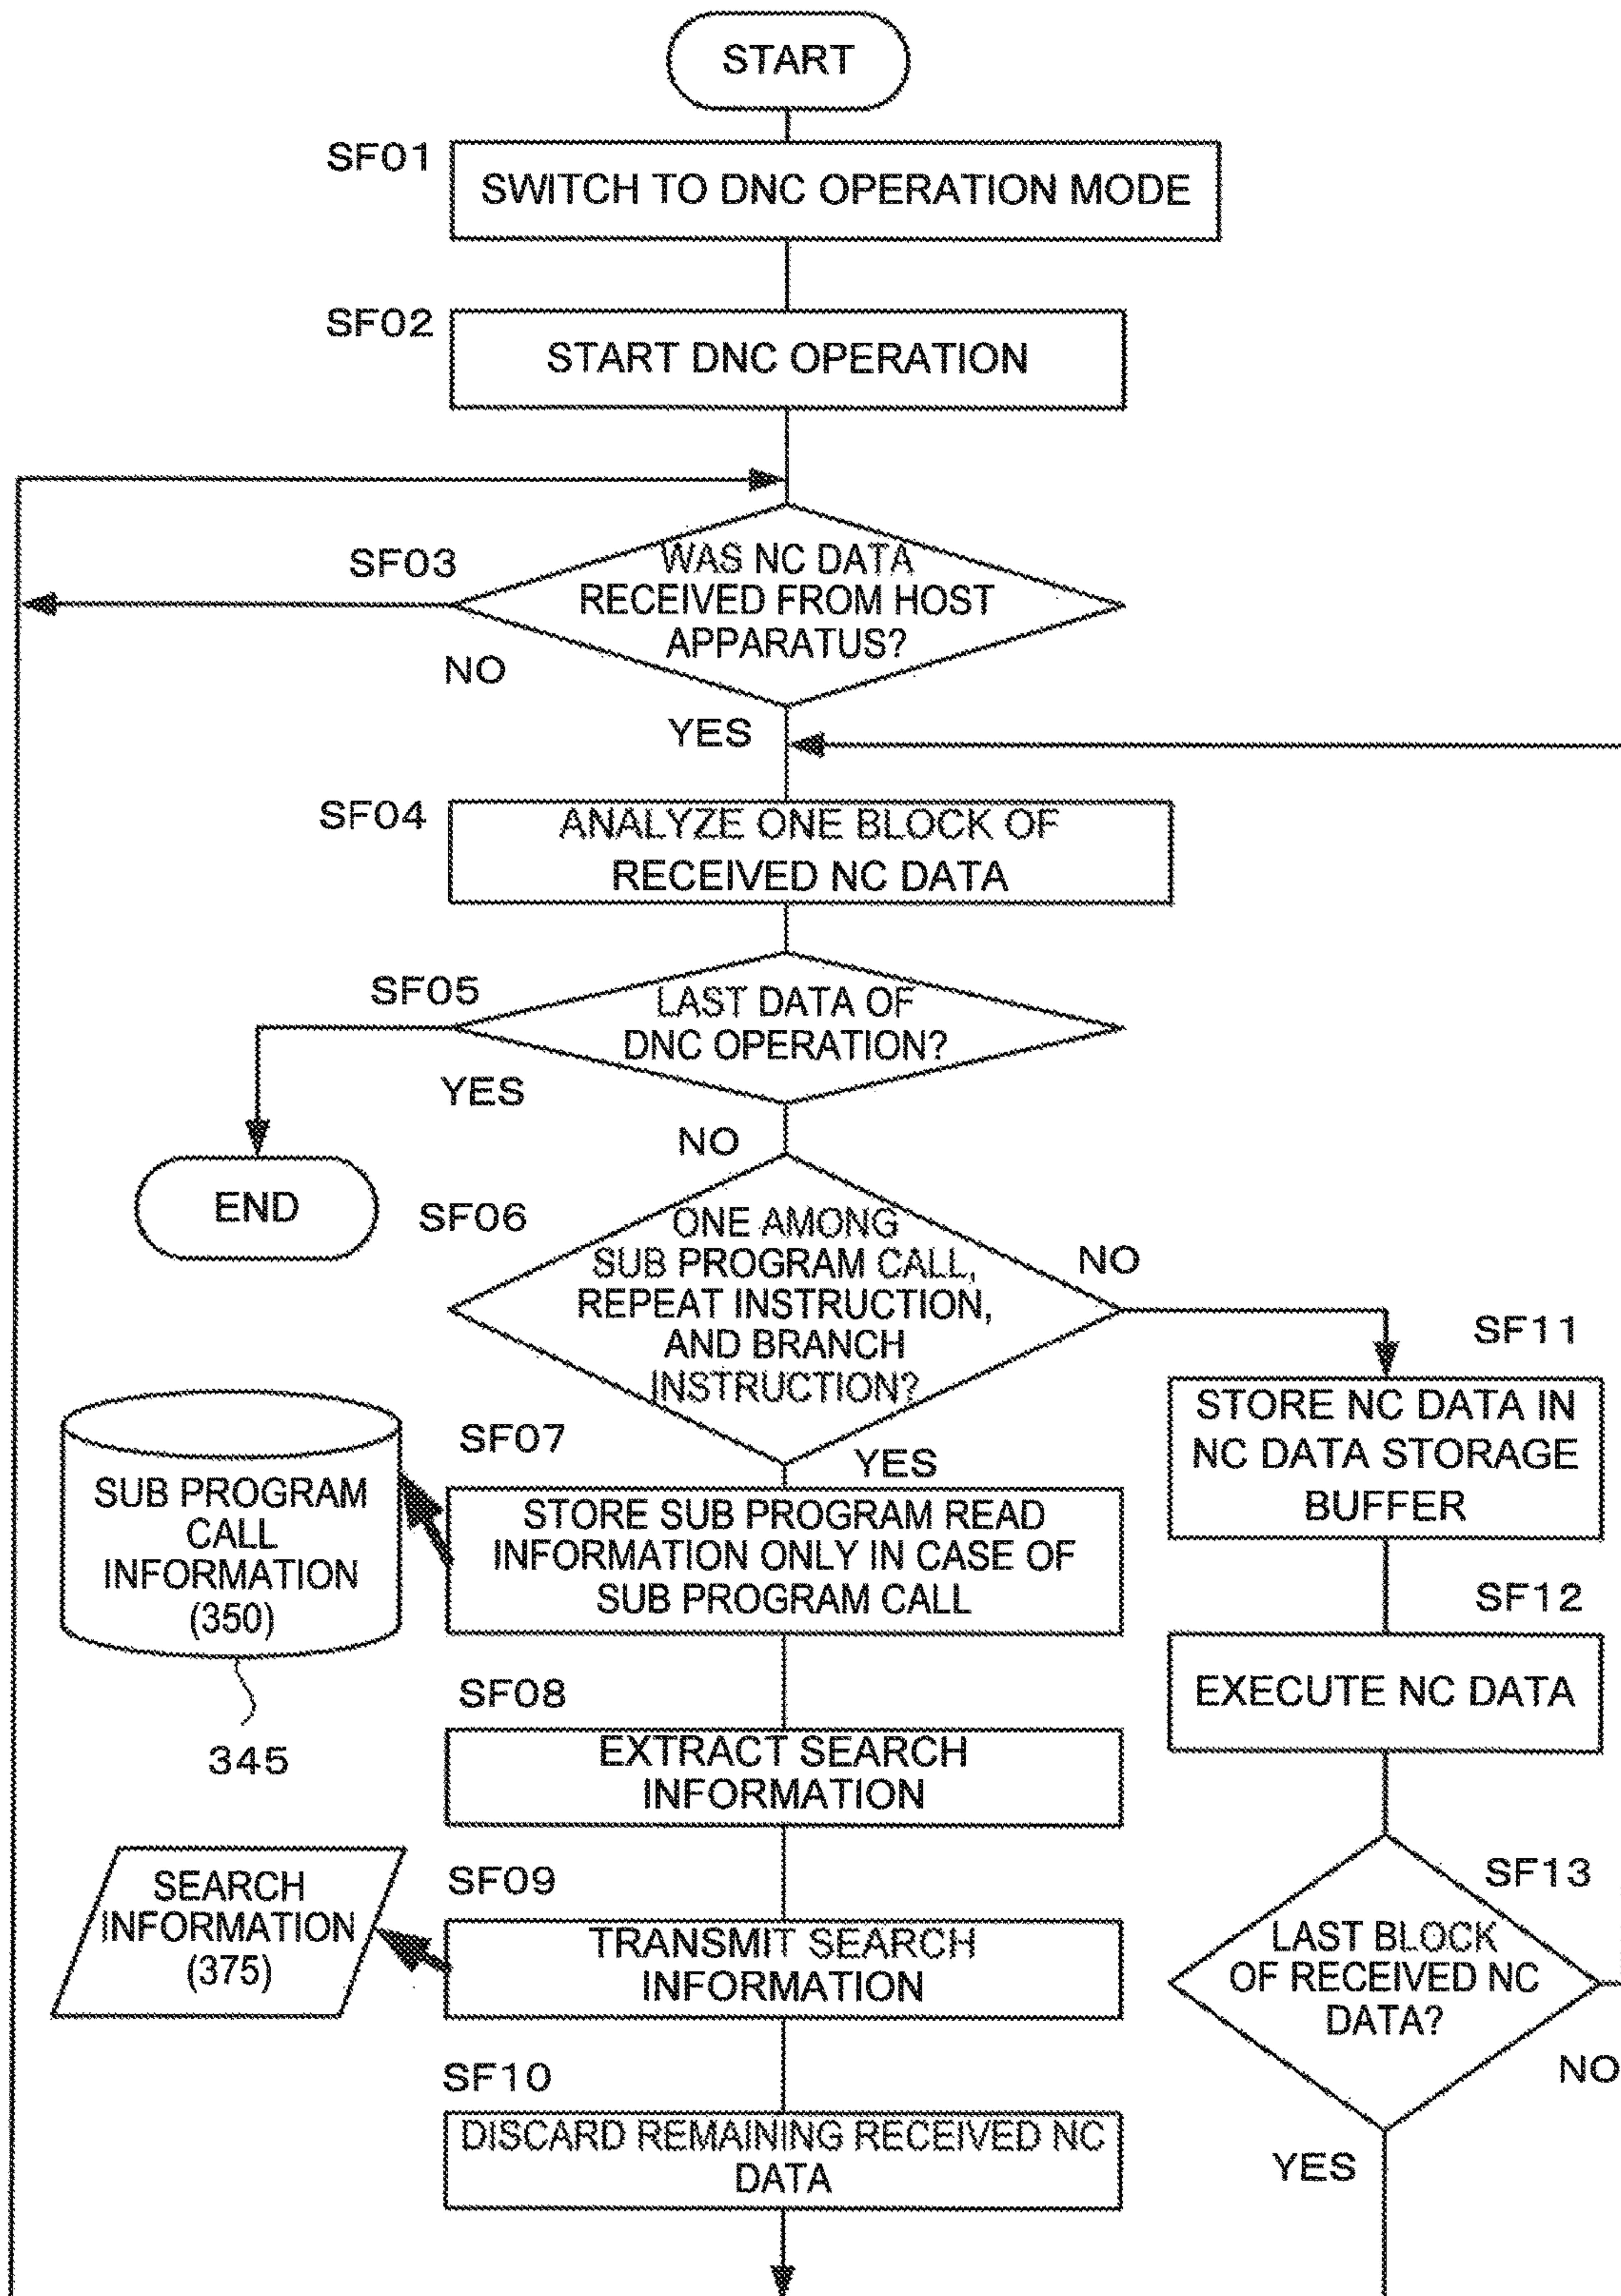 START
SF01
SWITCH TO DNC OPERATION MODE
SF02
START DNC OPERATION
SF03
WAS NC DATA
RECEIVED FROM HOST
APPARATUS?
NO
YES
SF04
ANALYZE ONE BLOCK OF
RECEIVED NC DATA
SF05
LAST DATA OF
DNC OPERATION?
YES
NO
END
SF06
ONE AMONG
SUB PROGRAM CALL,
REPEAT INSTRUCTION,
AND BRANCH
INSTRUCTION?
NO
YES
SF07
STORE SUB PROGRAM READ
INFORMATION ONLY IN CASE OF
SUB PROGRAM CALL
SUB PROGRAM
CALL
INFORMATION
(350)
345
SF08
EXTRACT SEARCH
INFORMATION
SF09
TRANSMIT SEARCH
INFORMATION
SEARCH
INFORMATION
(375)
SF10
DISCARD REMAINING RECEIVED NC
DATA
SF11
STORE NC DATA IN
NC DATA STORAGE
BUFFER
SF12
EXECUTE NC DATA
SF13
LAST BLOCK
OF RECEIVED NC
DATA?
NO
YES